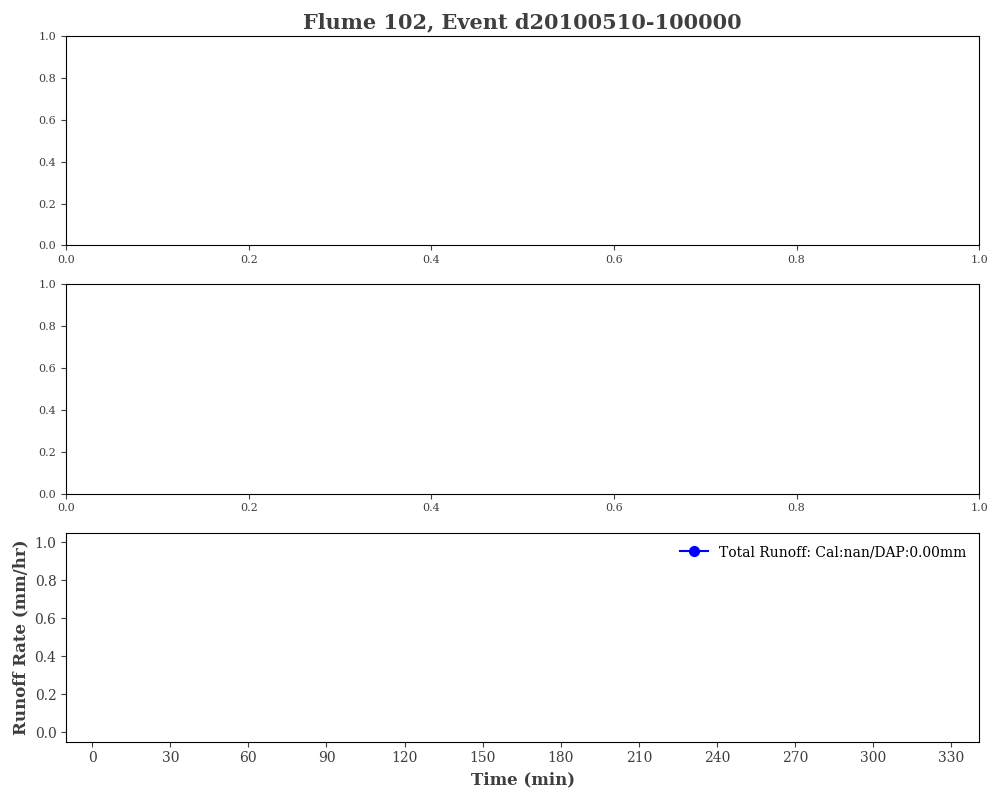 Flume 102, Event d20100510-100000
1.0
0.8
0.6
0.4
0.2
0.0
0.0 0.2 0.4 0.6 0.8 1.0
1.0
0.8
0.6
0.4
0.2
0.0
0.0 0.2 0.4 0.6 0.8 1.0
Runoff Rate (mm/hr)
1.0
0.8
0.6
0.4
0.2
0.0
Total Runoff: Cal:nan/DAP:0.00mm
0 30 60 90 120 150 180 210 240 270 300 330
Time (min)